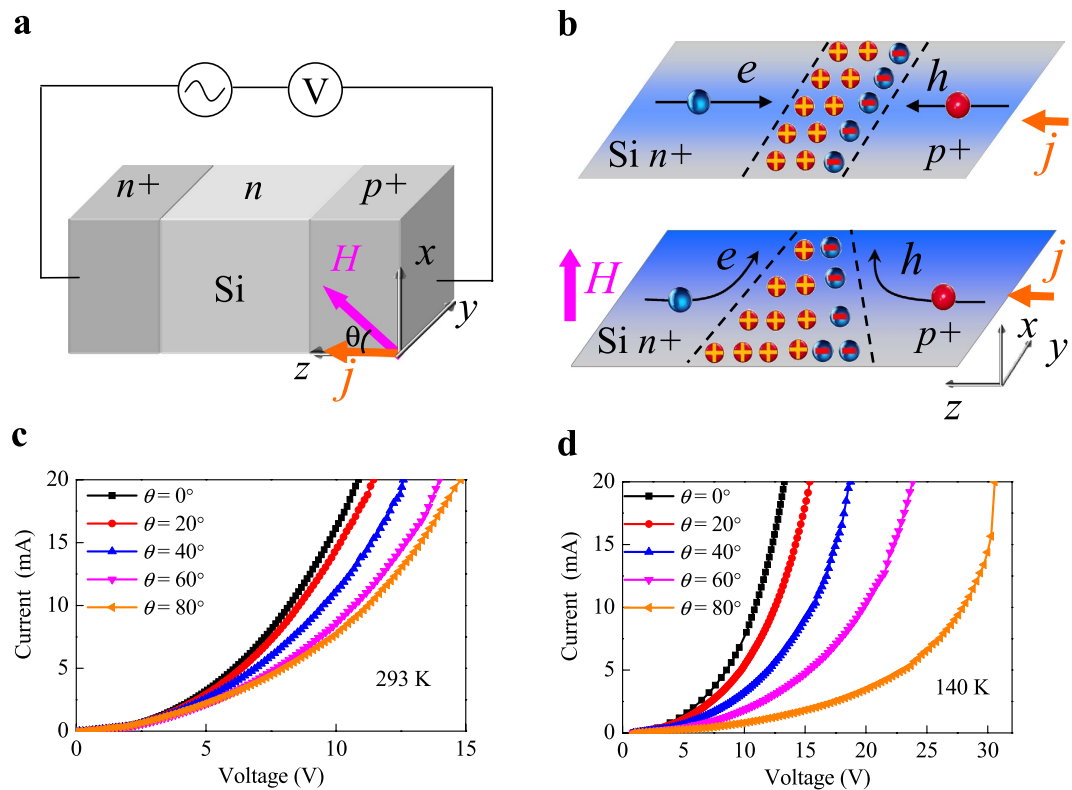 a
V
n+
n
p+
H
x
Si
y
θ
z
j
b
e
h
Si n+
p+
j
H
e
h
j
Si n+
p+
x
y
z
c
20
15
10
5
0
Current (mA)
θ = 0°
θ = 20°
θ = 40°
θ = 60°
θ = 80°
293 K
0
5
10
15
Voltage (V)
d
20
15
10
5
0
Current (mA)
θ = 0°
θ = 20°
θ = 40°
θ = 60°
θ = 80°
140 K
0
5
10
15
20
25
30
Voltage (V)